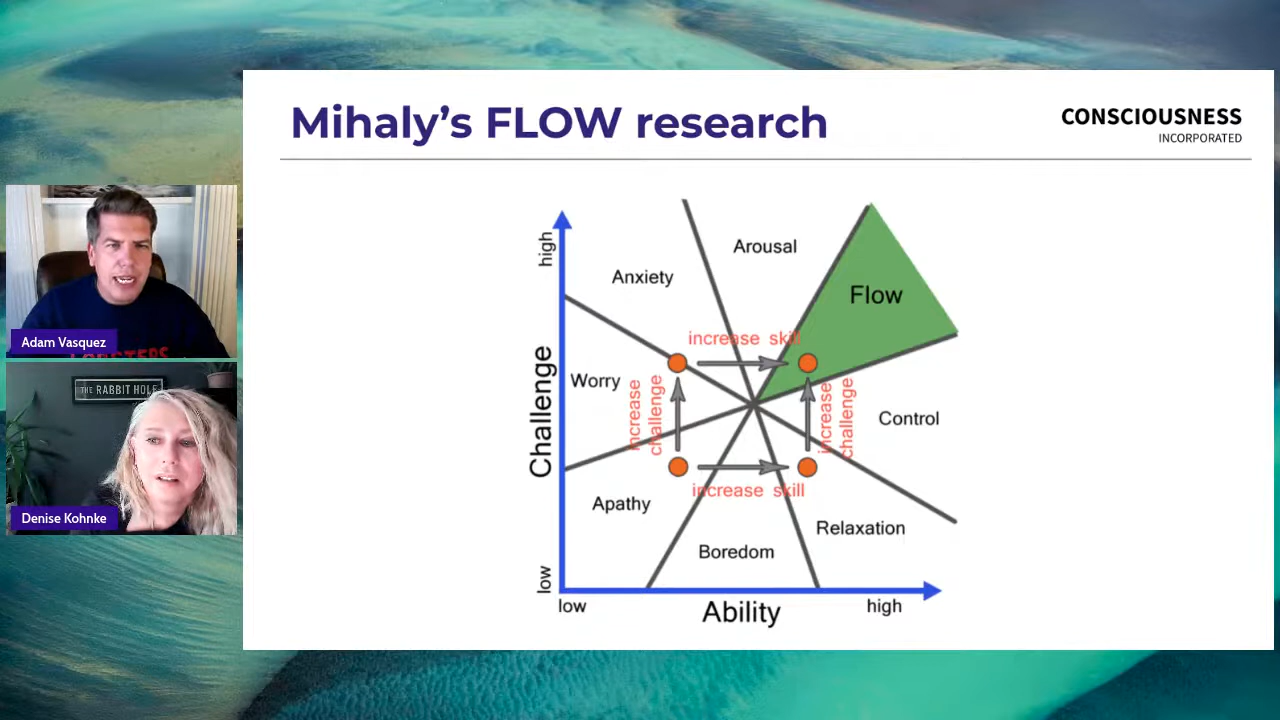 Mihaly's FLOW research
CONSCIOUSNESS
INCORPORATED
Adam Vasquez
THE RABBIT HOLE
Denise Kohnke
high
Challenge
low
Arousal
Anxiety
Flow
increase skill
Worry
increase
challenge
increase
challenge
Control
increase skill
Apathy
Relaxation
Boredom
low
Ability
high